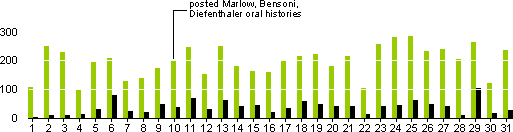 posted Marlow, Bensoni,
Diefenthaler oral histories
300
200
100
0
1 2 3 4 5 6 7 8 9 10 11 12 13 14 15 16 17 18 19 20 21 22 23 24 25 26 27 28 29 30 31